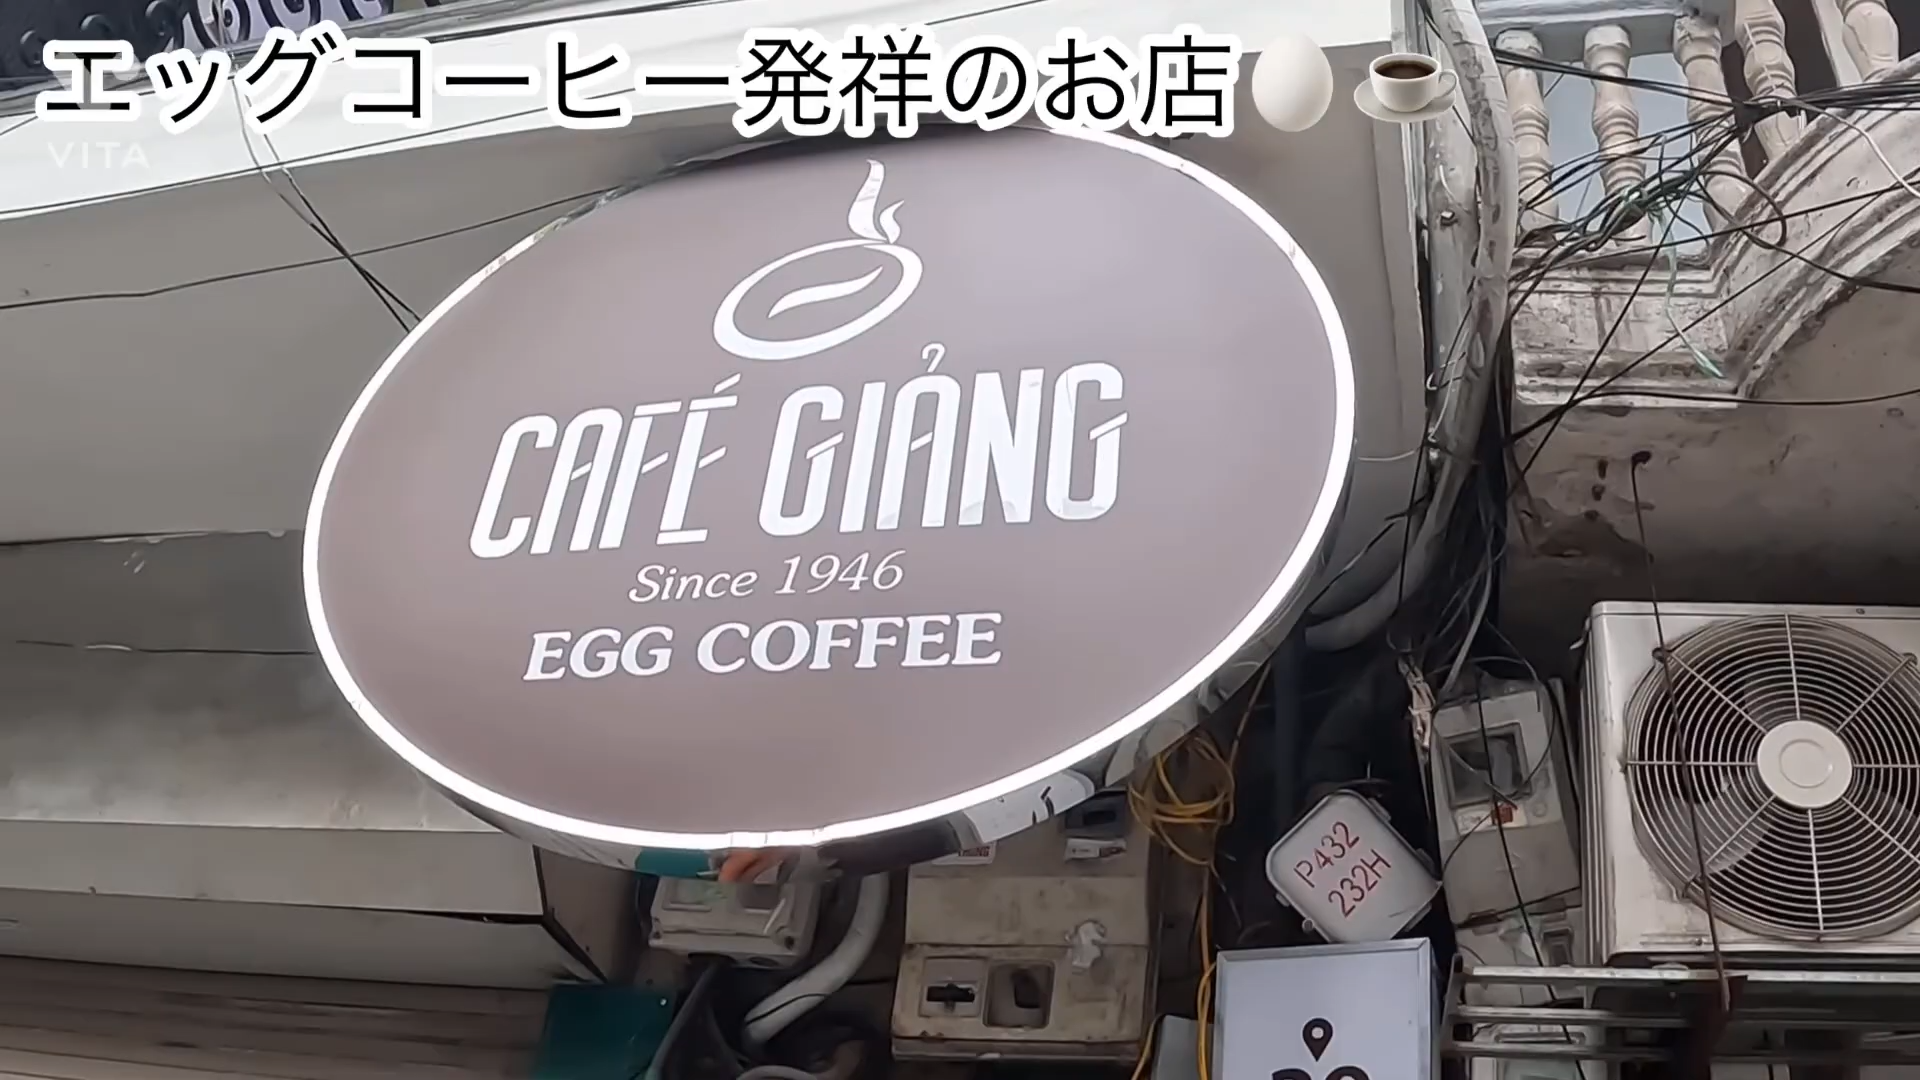 エッグコーヒー発祥のお店🥚☕
VITA
CAFÉ GIẢNG
Since 1946
EGG COFFEE
P432
232H